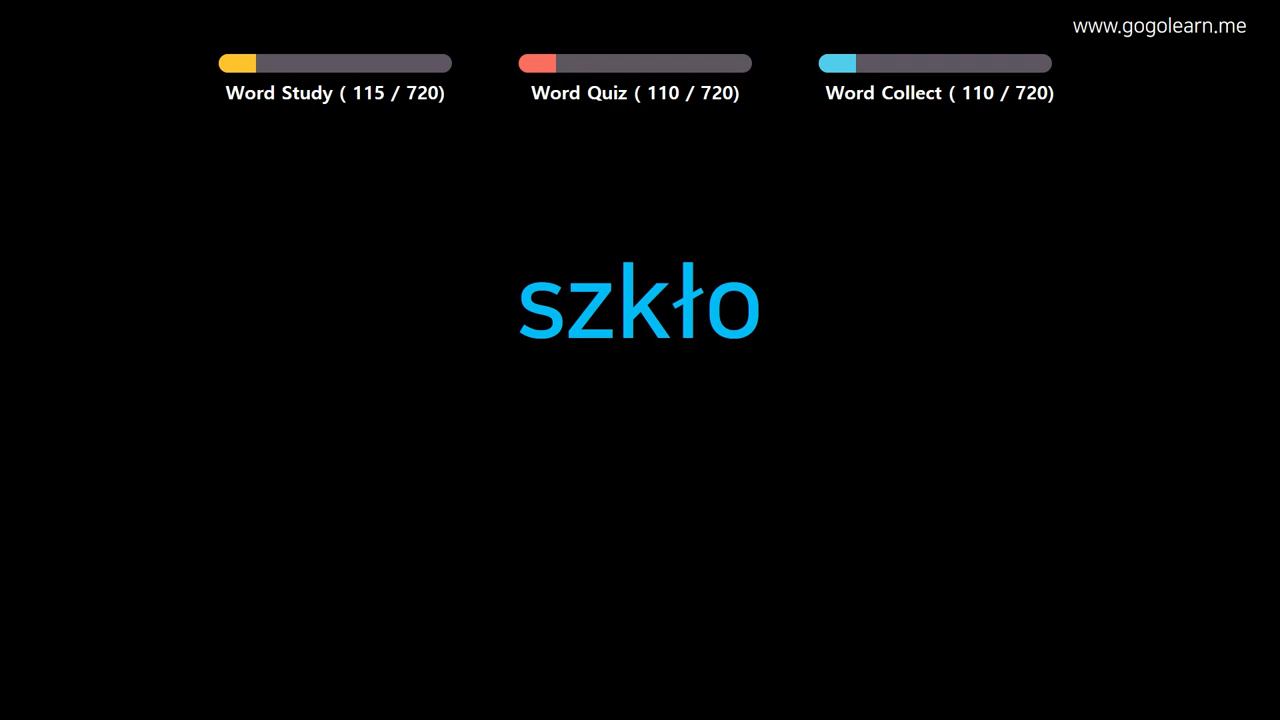 www.gogolearn.me
Word Study ( 115 / 720)
Word Quiz ( 110 / 720)
Word Collect ( 110 / 720)
szkło